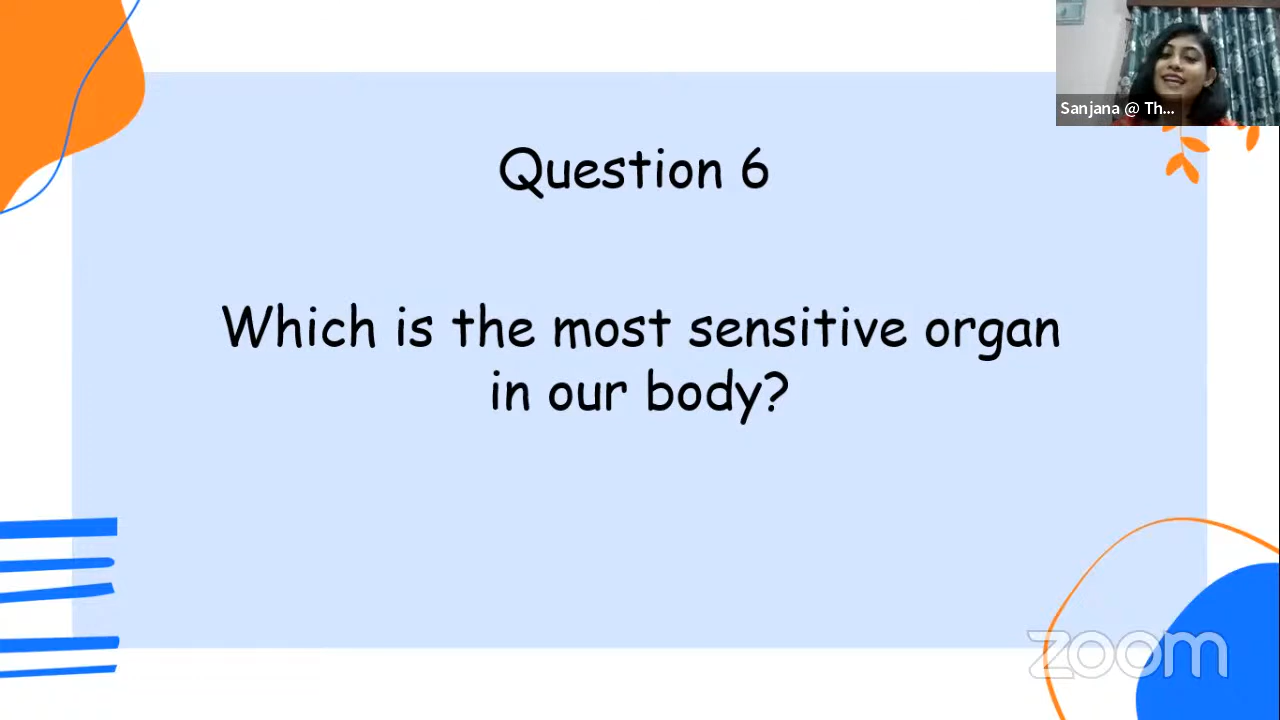 Sanjana @ Th...
Question 6
Which is the most sensitive organ
in our body?
zoom